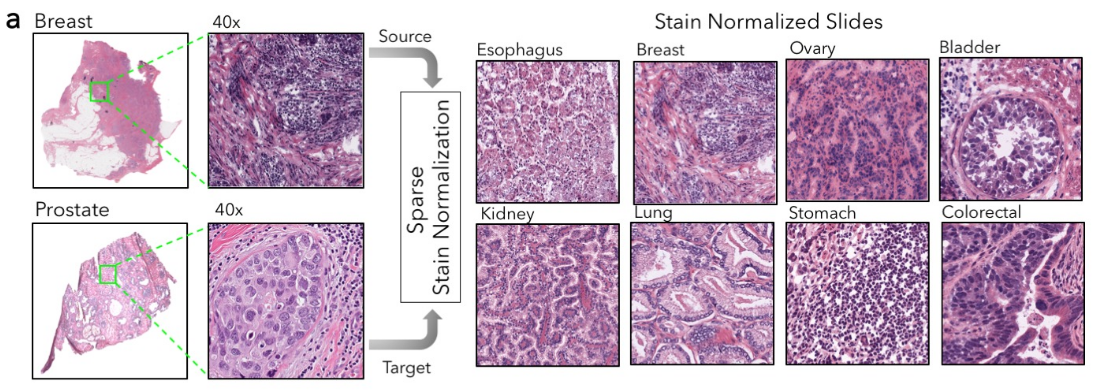 a
Breast
40x
Source
Prostate
40x
Target
Sparse
Stain Normalization
Stain Normalized Slides
Esophagus
Breast
Ovary
Bladder
Kidney
Lung
Stomach
Colorectal